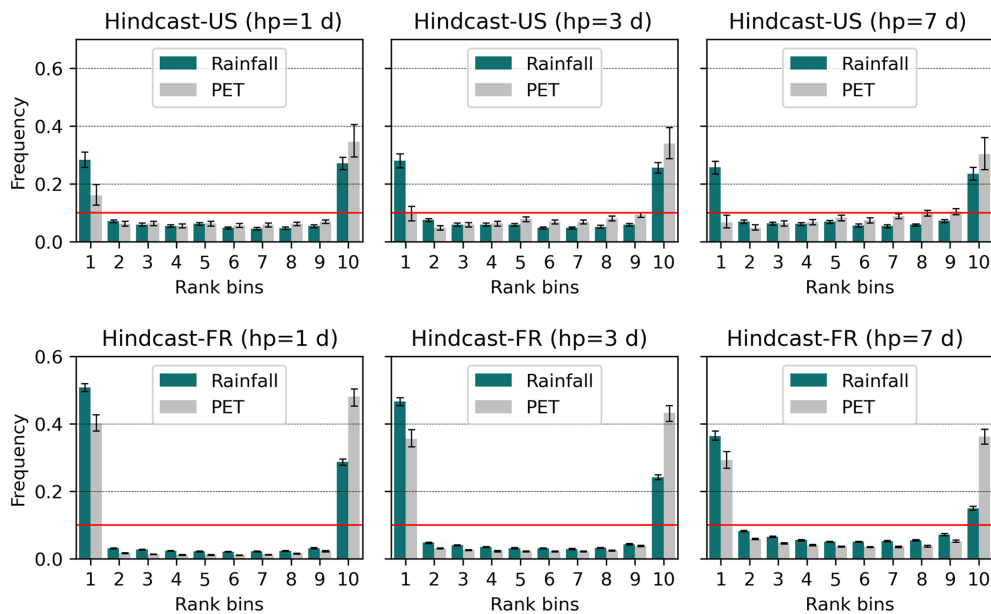 Hindcast-US (hp=1 d)
Hindcast-US (hp=3 d)
Hindcast-US (hp=7 d)
Frequency
0.6
0.4
0.2
0.0
Rainfall
PET
Rainfall
PET
Rainfall
PET
1 2 3 4 5 6 7 8 9 10
1 2 3 4 5 6 7 8 9 10
1 2 3 4 5 6 7 8 9 10
Rank bins
Rank bins
Rank bins
Hindcast-FR (hp=1 d)
Hindcast-FR (hp=3 d)
Hindcast-FR (hp=7 d)
Frequency
0.6
0.4
0.2
0.0
Rainfall
PET
Rainfall
PET
Rainfall
PET
1 2 3 4 5 6 7 8 9 10
1 2 3 4 5 6 7 8 9 10
1 2 3 4 5 6 7 8 9 10
Rank bins
Rank bins
Rank bins